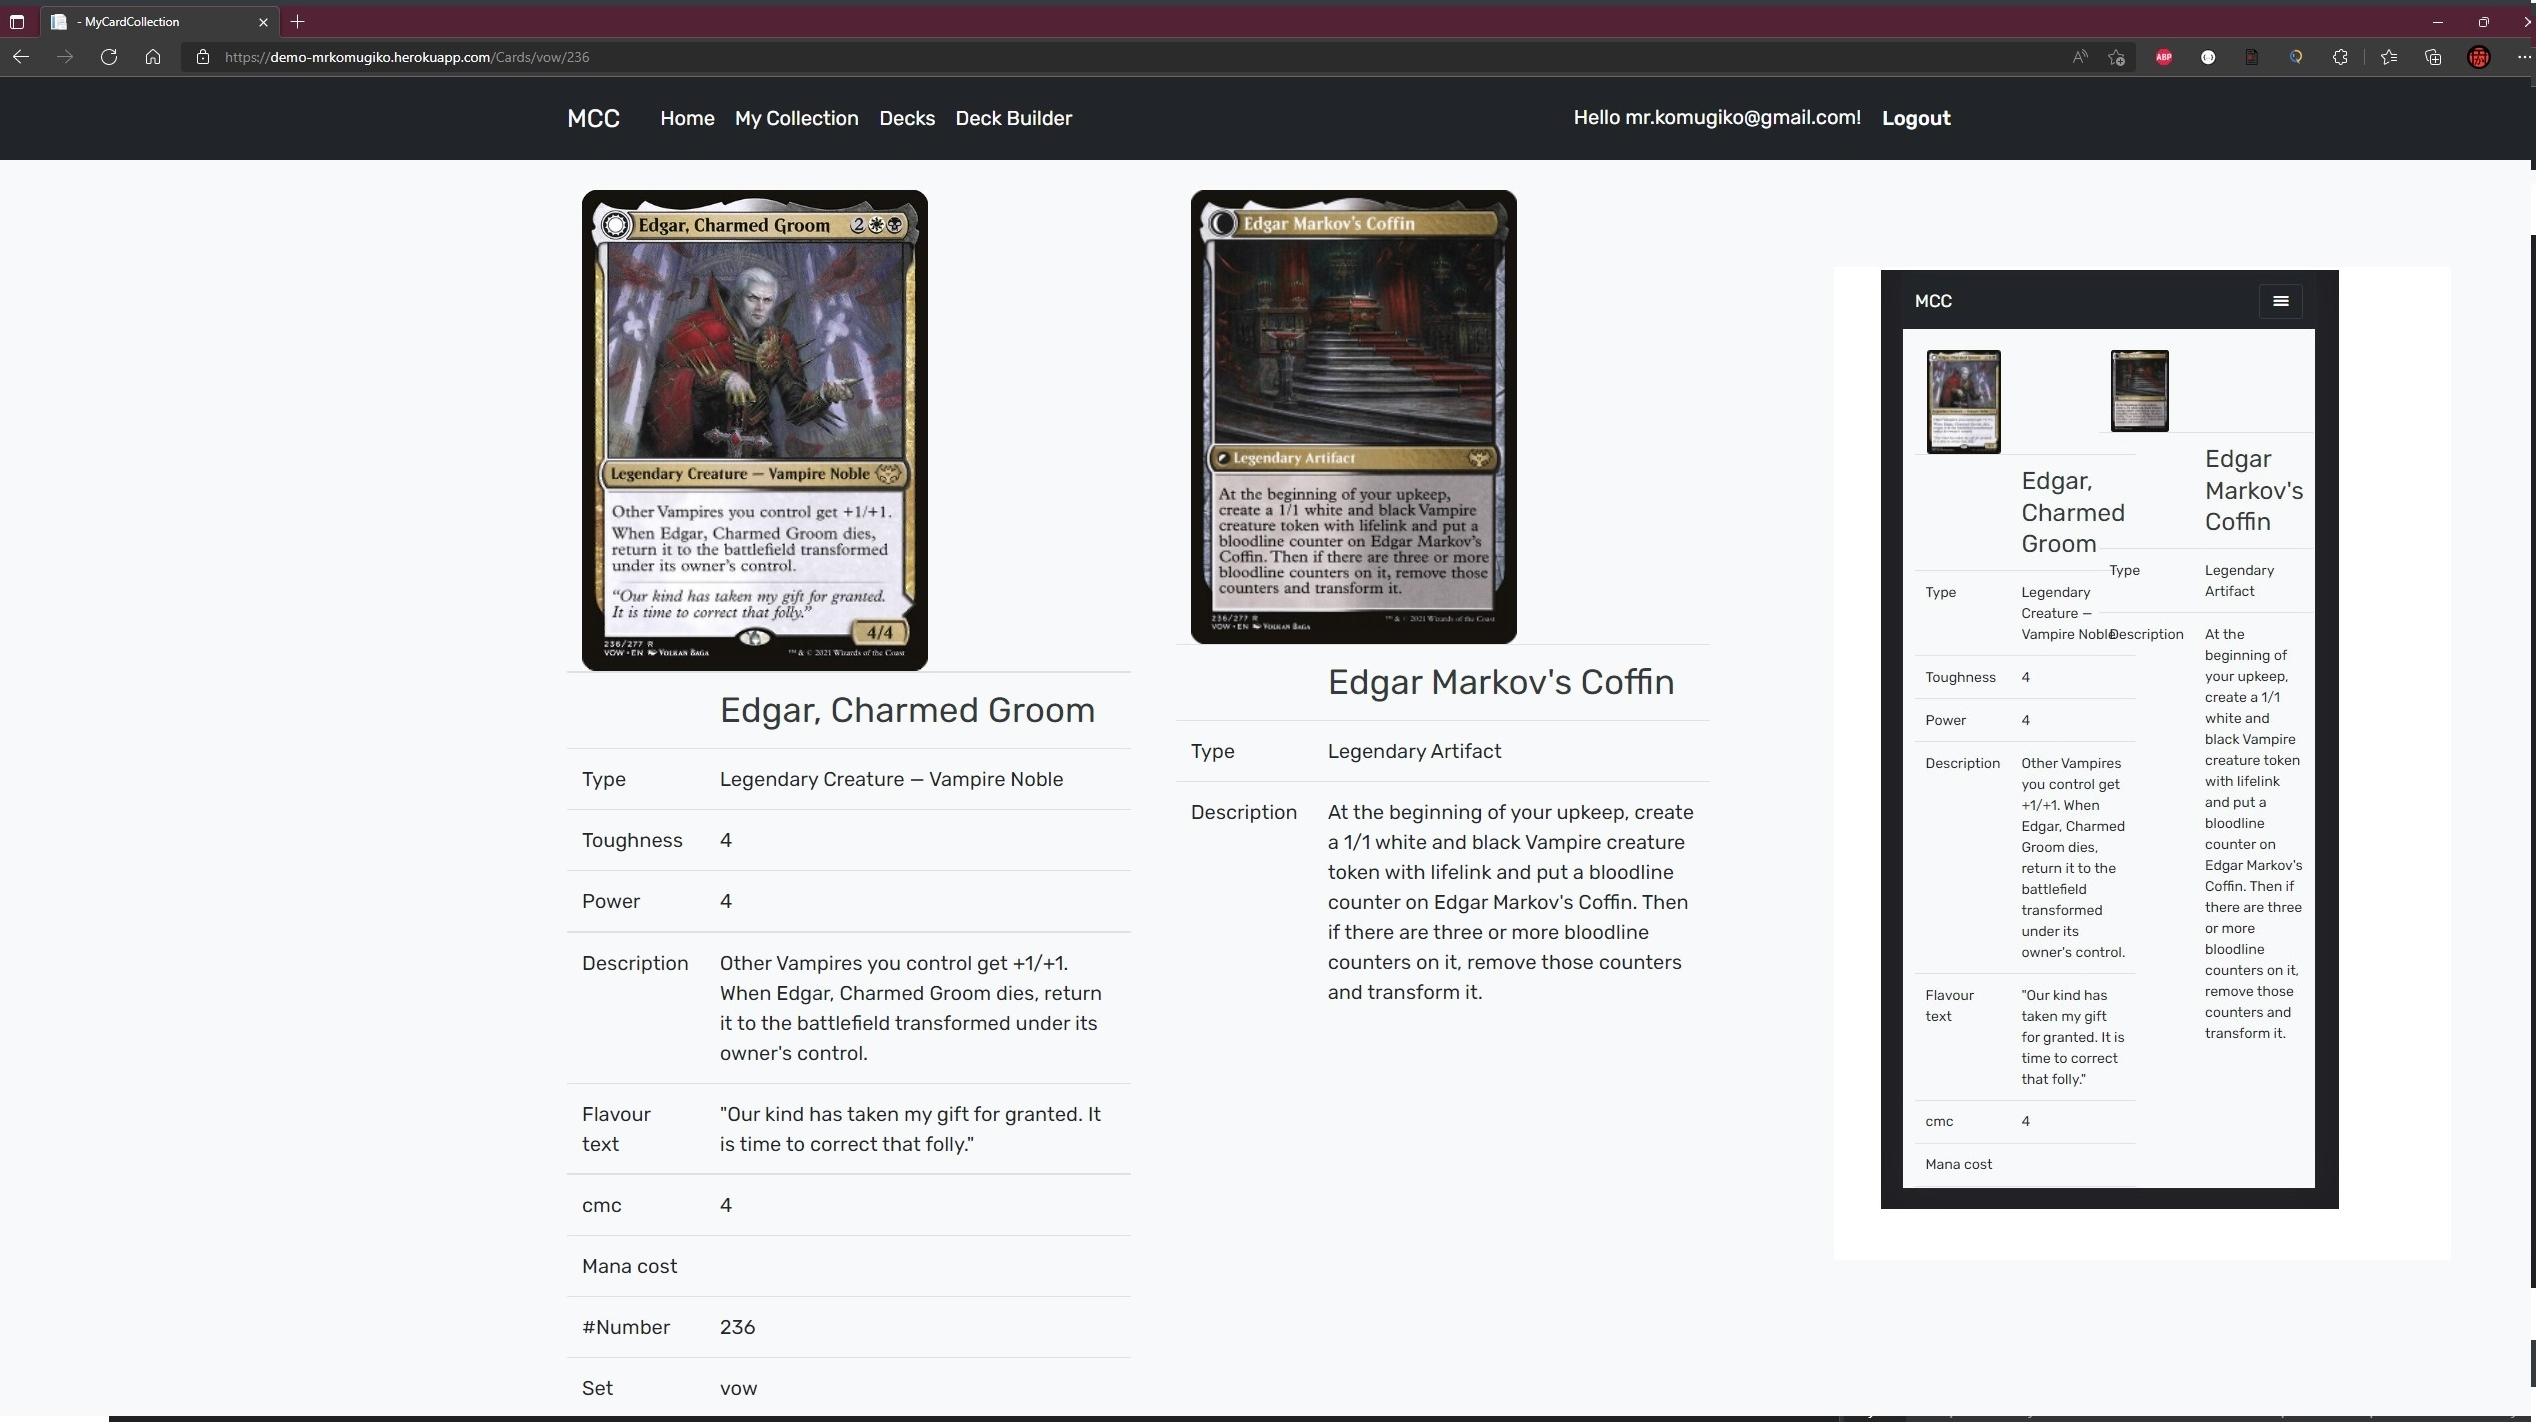 - MyCardCollection
https://demo-mrkomugiko.herokuapp.com/Cards/vow/236
ABP
MCC Home My Collection Decks Deck Builder Hello mr.komugiko@gmail.com! Logout
Edgar, Charmed Groom 2
Legendary Creature — Vampire Noble
Other Vampires you control get +1/+1.
When Edgar, Charmed Groom dies,
return it to the battlefield transformed
under its owner's control.
“Our kind has taken my gift for granted.
It is time to correct that folly.”
4/4
236/277 R
VOW • EN VOLKAN BAGA ™ & © 2021 Wizards of the Coast
Edgar, Charmed Groom
Type Legendary Creature — Vampire Noble
Toughness 4
Power 4
Description Other Vampires you control get +1/+1.
When Edgar, Charmed Groom dies, return
it to the battlefield transformed under its
owner's control.
Flavour "Our kind has taken my gift for granted. It
text is time to correct that folly."
cmc 4
Mana cost
#Number 236
Set vow
Edgar Markov's Coffin
Legendary Artifact
At the beginning of your upkeep,
create a 1/1 white and black Vampire
creature token with lifelink and put a
bloodline counter on Edgar Markov's
Coffin. Then if there are three or more
bloodline counters on it, remove those
counters and transform it.
236/277 R
VOW • EN VOLKAN BAGA ™ & © 2021 Wizards of the Coast
Edgar Markov's Coffin
Type Legendary Artifact
Description At the beginning of your upkeep, create
a 1/1 white and black Vampire creature
token with lifelink and put a bloodline
counter on Edgar Markov's Coffin. Then
if there are three or more bloodline
counters on it, remove those counters
and transform it.
MCC
Edgar,
Charmed
Groom
Type Legendary
Creature —
Vampire Noble
Toughness 4
Power 4
Description Other Vampires
you control get
+1/+1. When
Edgar, Charmed
Groom dies,
return it to the
battlefield
transformed
under its
owner's control.
Flavour "Our kind has
text taken my gift
for granted. It is
time to correct
that folly."
cmc 4
Mana cost
Edgar
Markov's
Coffin
Type Legendary
Artifact
Description At the
beginning of
your upkeep,
create a 1/1
white and
black Vampire
creature token
with lifelink
and put a
bloodline
counter on
Edgar Markov's
Coffin. Then if
there are three
or more
bloodline
counters on it,
remove those
counters and
transform it.